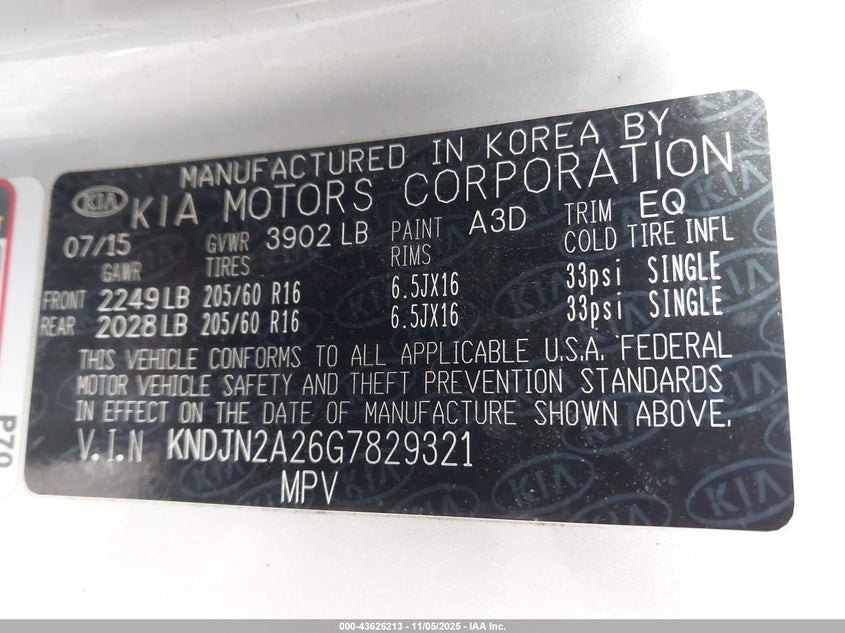 MANUFACTURED IN KOREA BY
KIA KIA MOTORS CORPORATION
07/15 GVWR 3902 LB PAINT A3D TRIM EQ
GAWR TIRES RIMS COLD TIRE INFL
FRONT 2249 LB 205/60 R16 6.5JX16 33psi SINGLE
REAR 2028 LB 205/60 R16 6.5JX16 33psi SINGLE
THIS VEHICLE CONFORMS TO ALL APPLICABLE U.S.A. FEDERAL
MOTOR VEHICLE SAFETY AND THEFT PREVENTION STANDARDS
IN EFFECT ON THE DATE OF MANUFACTURE SHOWN ABOVE.
V.I.N KNDJN2A26G7829321
MPV
P70
000-43626213 - 11/05/2025 - IAA Inc.